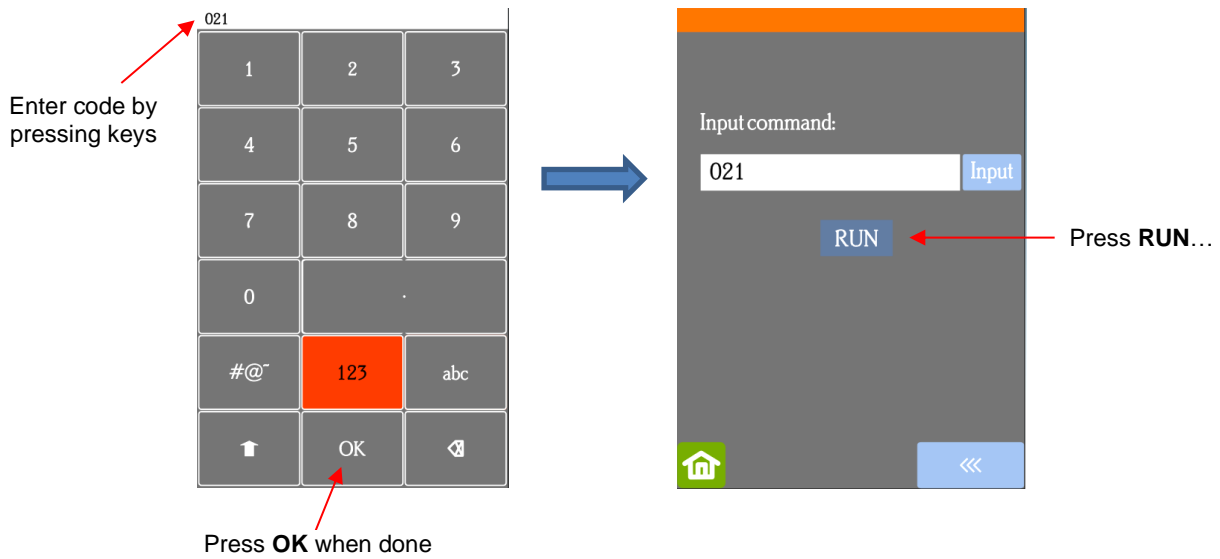 021
1 2 3
Enter code by
pressing keys
4 5 6
7 8 9
0 .
#@~ 123 abc
OK
Press OK when done
Input command:
021 Input
RUN
Press RUN…